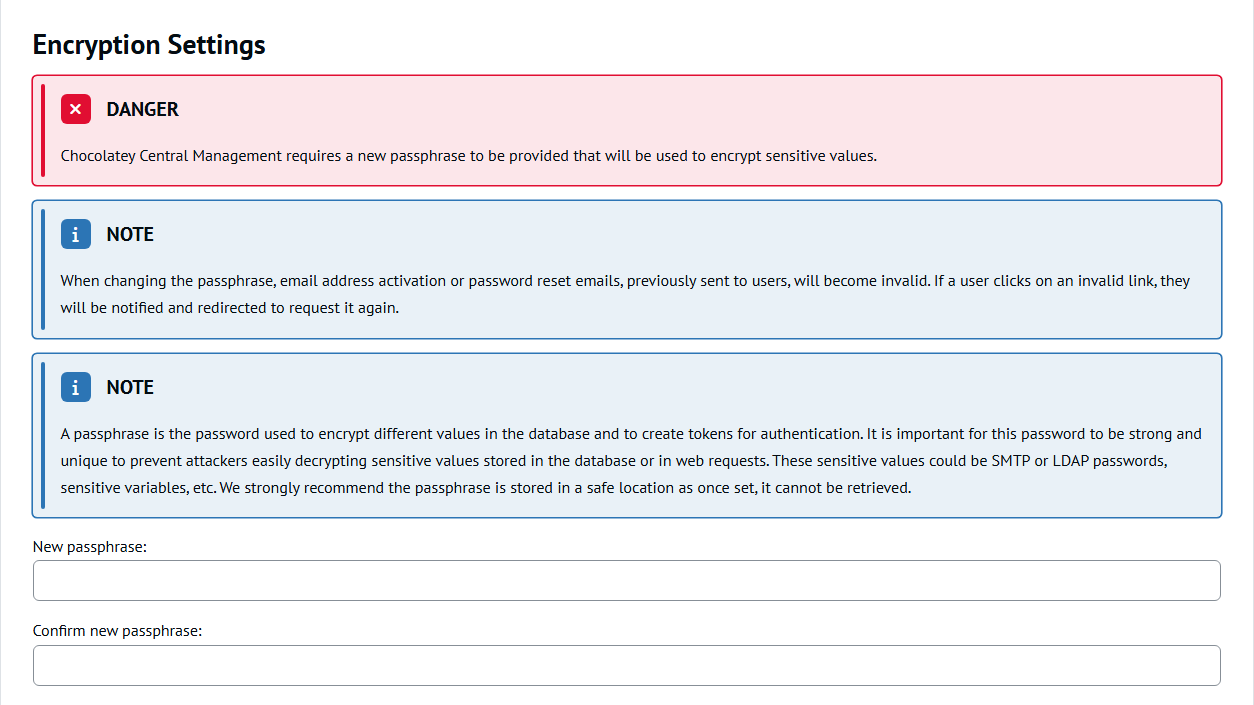 Encryption Settings
DANGER
Chocolatey Central Management requires a new passphrase to be provided that will be used to encrypt sensitive values.
NOTE
When changing the passphrase, email address activation or password reset emails, previously sent to users, will become invalid. If a user clicks on an invalid link, they
will be notified and redirected to request it again.
NOTE
A passphrase is the password used to encrypt different values in the database and to create tokens for authentication. It is important for this password to be strong and
unique to prevent attackers easily decrypting sensitive values stored in the database or in web requests. These sensitive values could be SMTP or LDAP passwords,
sensitive variables, etc. We strongly recommend the passphrase is stored in a safe location as once set, it cannot be retrieved.
New passphrase:
Confirm new passphrase: